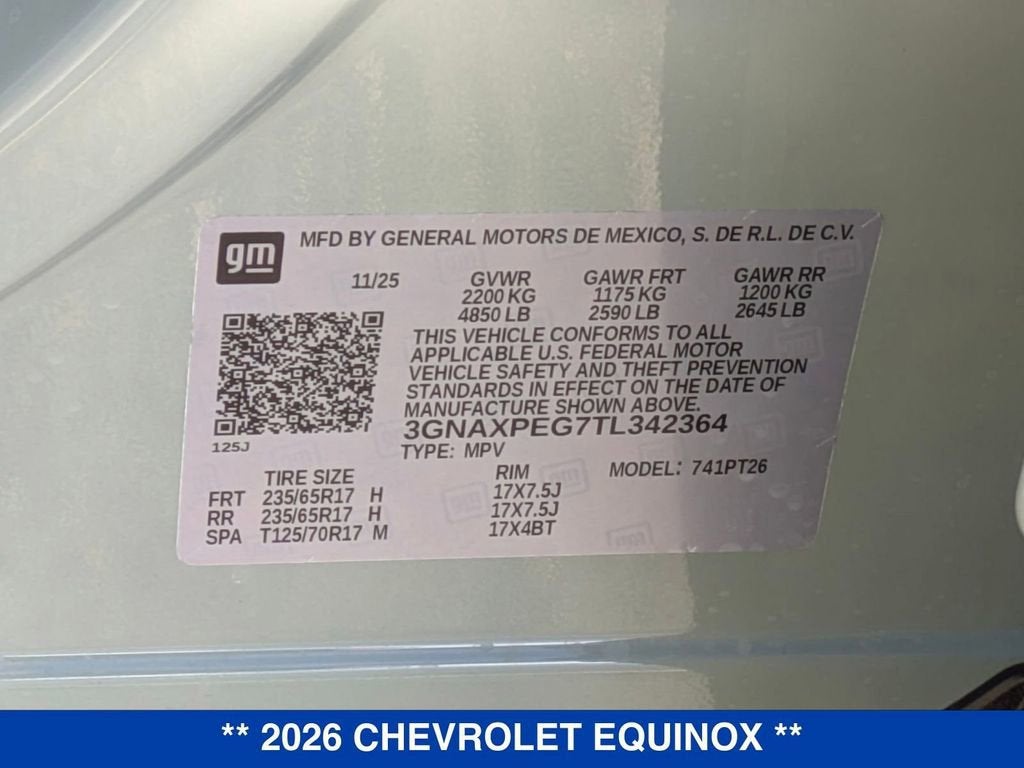 gm
MFD BY GENERAL MOTORS DE MEXICO, S. DE R.L. DE C.V.
11/25 GVWR GAWR FRT GAWR RR
2200 KG 1175 KG 1200 KG
4850 LB 2590 LB 2645 LB
THIS VEHICLE CONFORMS TO ALL
APPLICABLE U.S. FEDERAL MOTOR
VEHICLE SAFETY AND THEFT PREVENTION
STANDARDS IN EFFECT ON THE DATE OF
MANUFACTURE SHOWN ABOVE.
3GNAXPEG7TL342364
125J
TYPE: MPV
TIRE SIZE RIM MODEL: 741PT26
FRT 235/65R17 H 17X7.5J
RR 235/65R17 H 17X7.5J
SPA T125/70R17 M 17X4BT
** 2026 CHEVROLET EQUINOX **